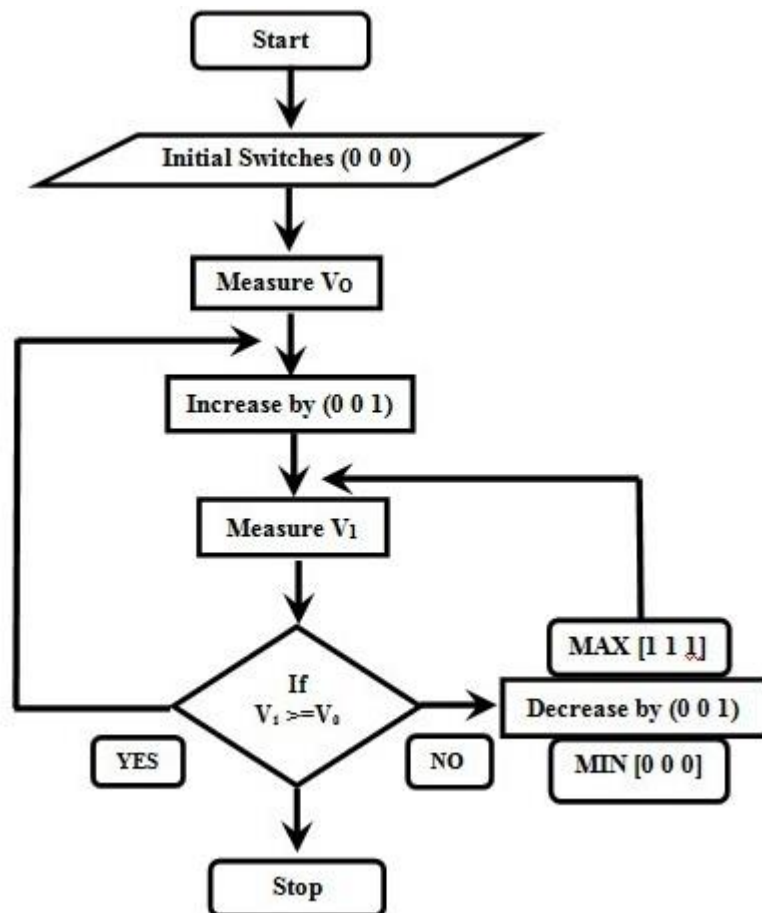 Start
Initial Switches (0 0 0)
Measure VO
Increase by (0 0 1)
Measure V1
If
V₁ >=V₀
YES
NO
MAX [1 1 1]
Decrease by (0 0 1)
MIN [0 0 0]
Stop